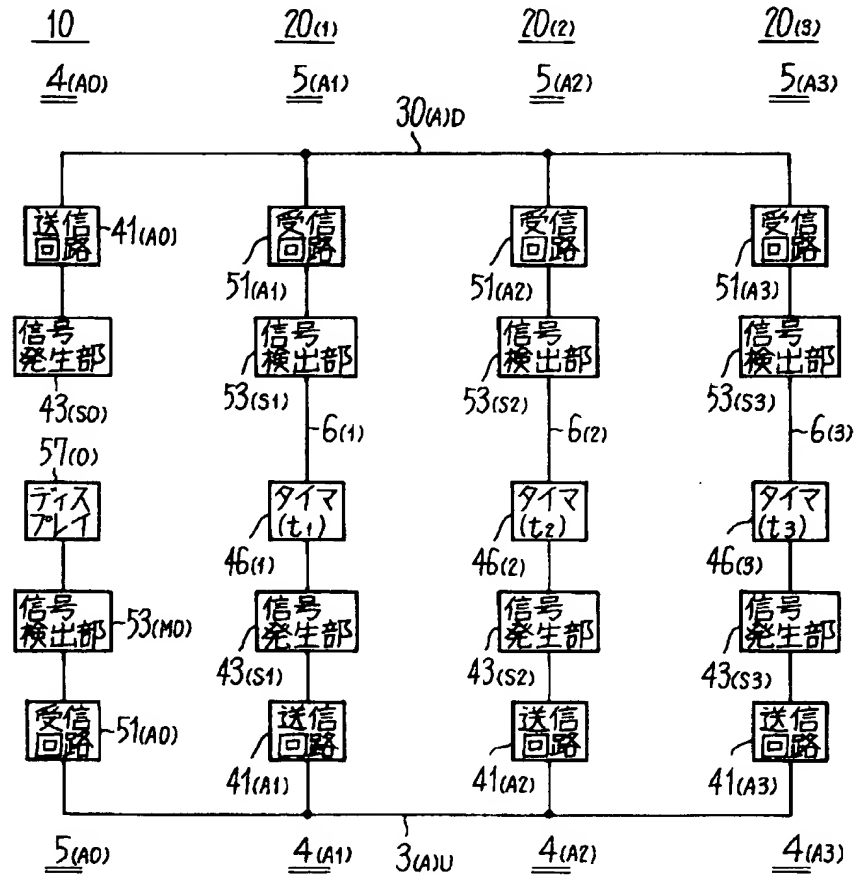 10 20(1) 20(2) 20(3)
4(A0) 5(A1) 5(A2) 5(A3)
30(A)D
送信
回路
41(A0)
受信
回路
51(A1)
受信
回路
51(A2)
受信
回路
51(A3)
信号
発生部
43(S0)
信号
検出部
53(S1)
信号
検出部
53(S2)
信号
検出部
53(S3)
6(1) 6(2) 6(3)
57(0)
ディス
プレイ
タイマ
(t1)
46(1)
タイマ
(t2)
46(2)
タイマ
(t3)
46(3)
信号
検出部
53(M0)
信号
発生部
43(S1)
信号
発生部
43(S2)
信号
発生部
43(S3)
受信
回路
51(A0)
送信
回路
41(A1)
送信
回路
41(A2)
送信
回路
41(A3)
5(A0) 4(A1) 3(A)U 4(A2) 4(A3)